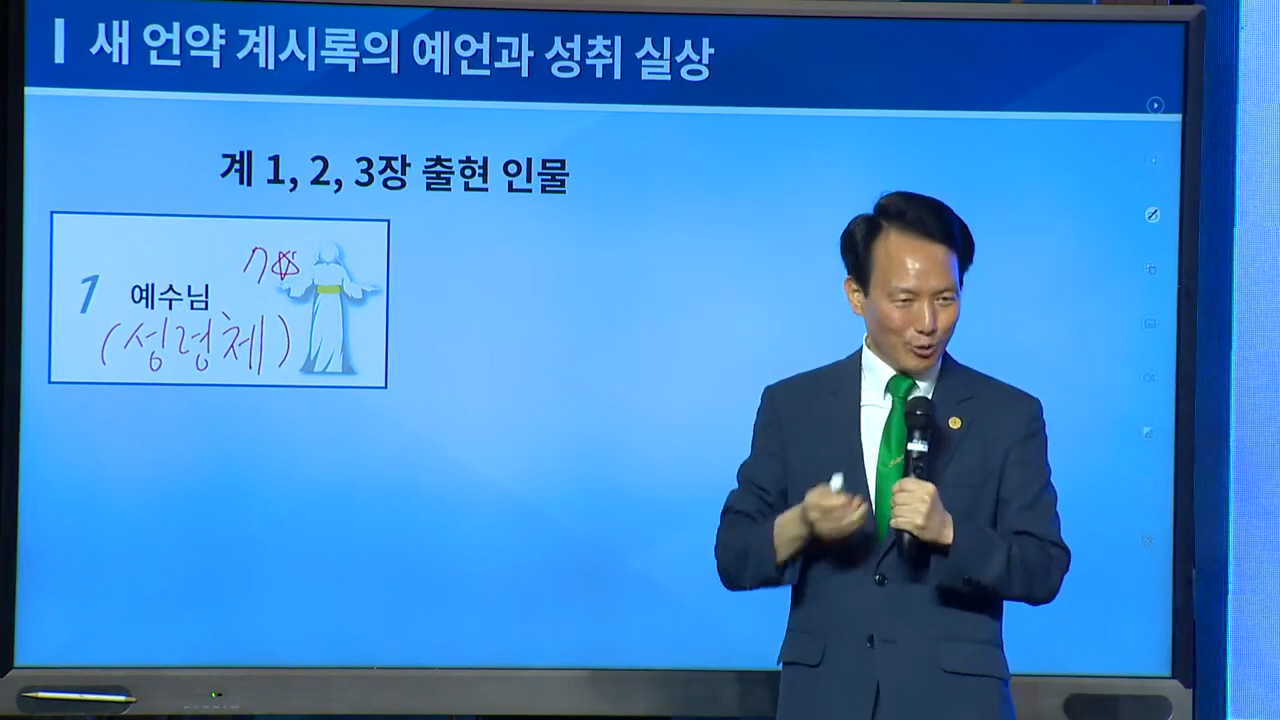 새 언약 계시록의 예언과 성취 실상
계 1, 2, 3장 출현 인물
7☆
1 예수님
(성령체)